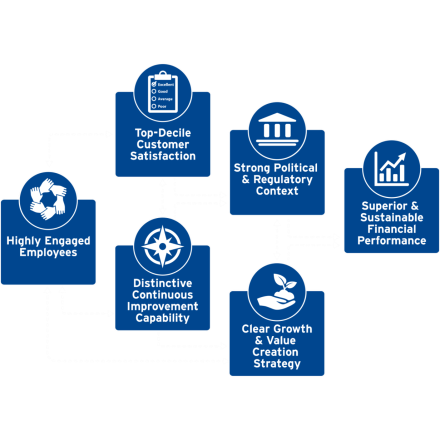 Excellent
Good
Average
Poor
Top-Decile
Customer
Satisfaction
Strong Political
& Regulatory
Context
Superior &
Sustainable
Financial
Performance
Highly Engaged
Employees
Distinctive
Continuous
Improvement
Capability
Clear Growth
& Value
Creation
Strategy